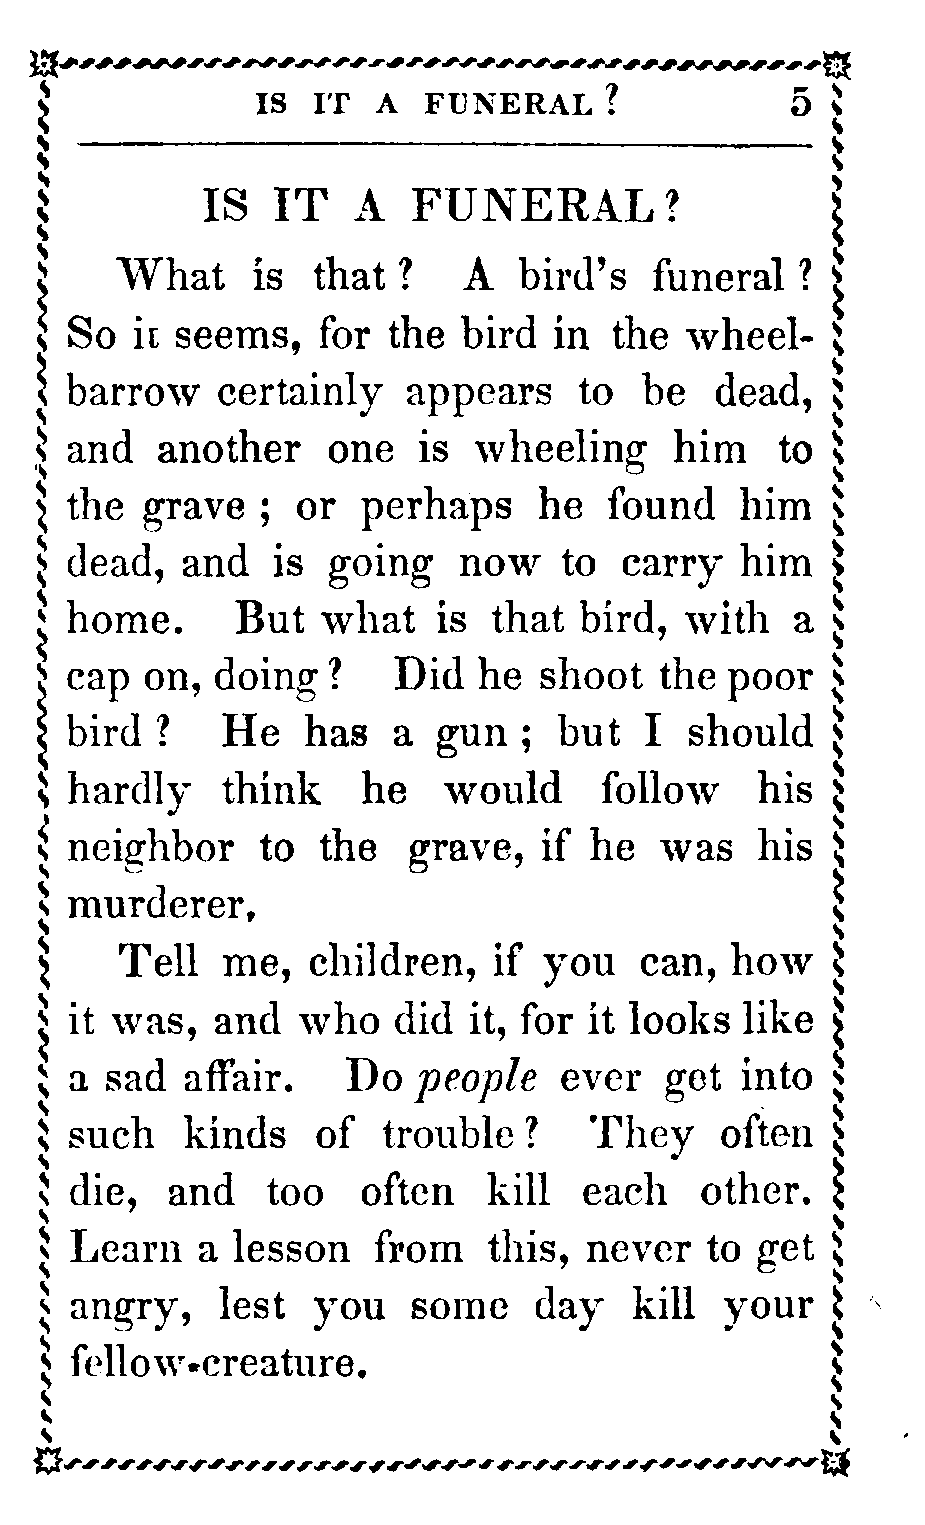 IS IT A FUNERAL? 5
IS IT A FUNERAL?
What is that? A bird's funeral?
So it seems, for the bird in the wheel-
barrow certainly appears to be dead,
and another one is wheeling him to
the grave; or perhaps he found him
dead, and is going now to carry him
home. But what is that bird, with a
cap on, doing? Did he shoot the poor
bird? He has a gun; but I should
hardly think he would follow his
neighbor to the grave, if he was his
murderer.
Tell me, children, if you can, how
it was, and who did it, for it looks like
a sad affair. Do people ever get into
such kinds of trouble? They often
die, and too often kill each other.
Learn a lesson from this, never to get
angry, lest you some day kill your
fellow-creature.